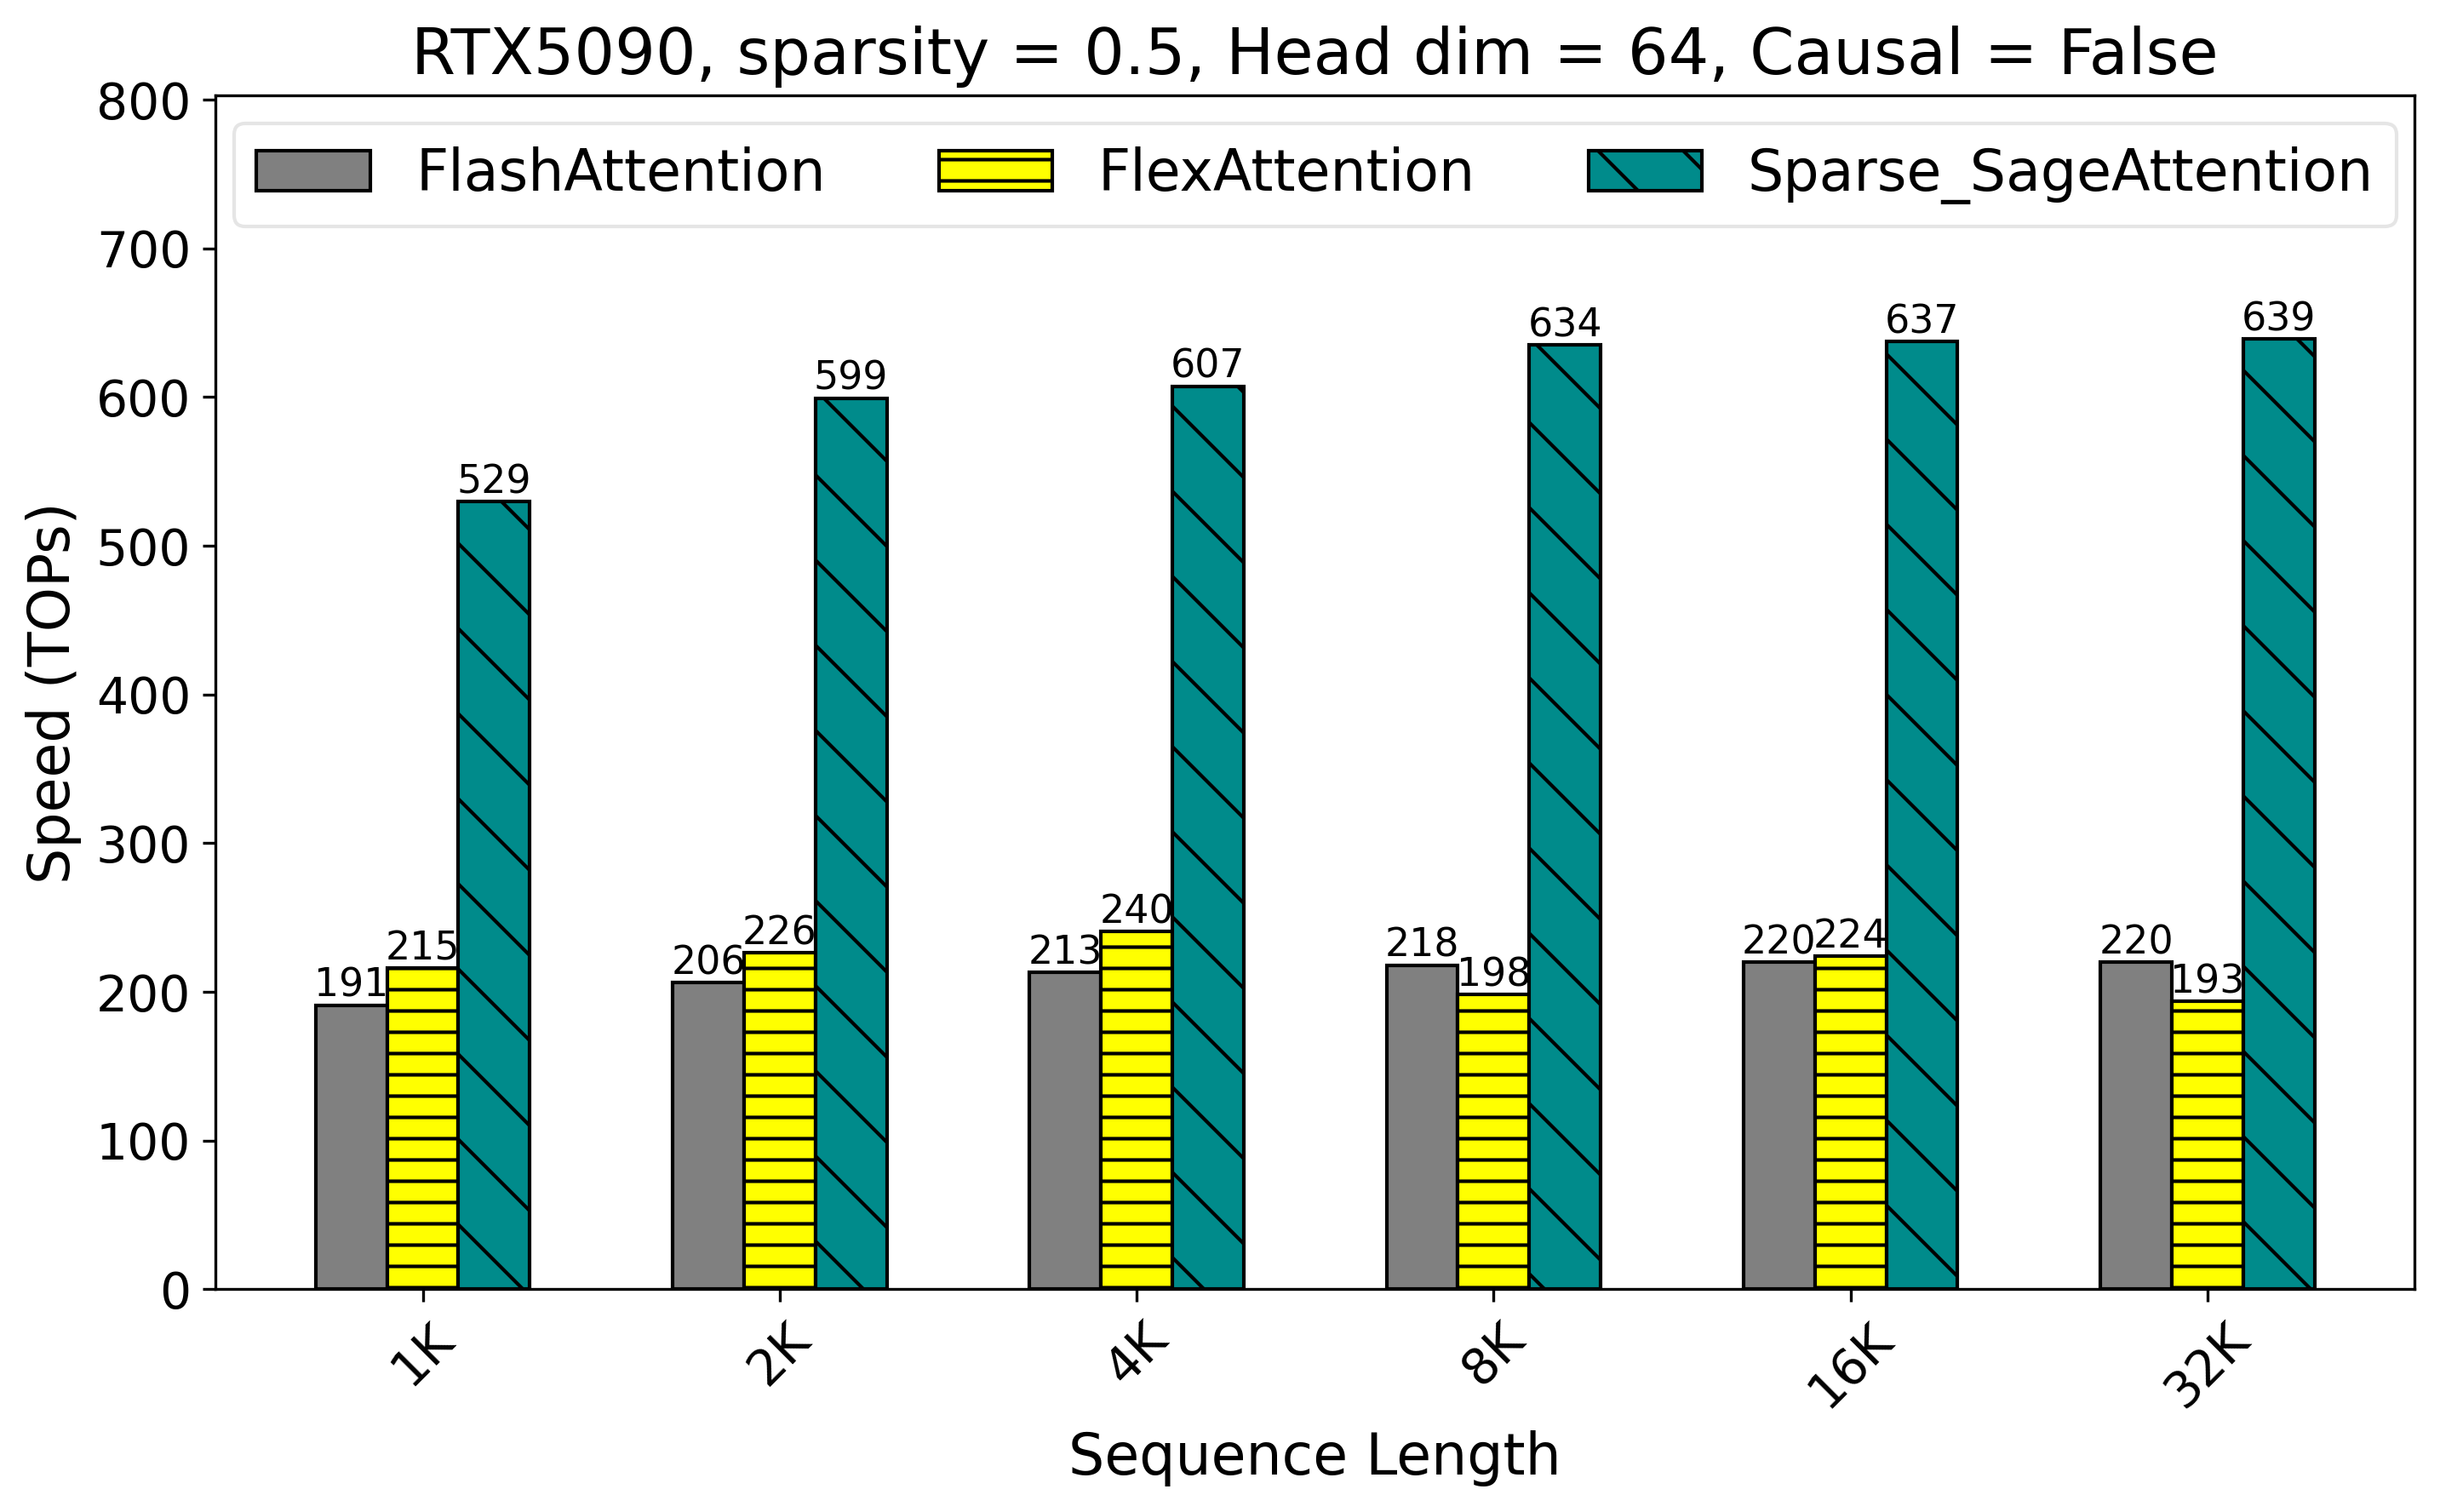 RTX5090, sparsity = 0.5, Head dim = 64, Causal = False
FlashAttention FlexAttention Sparse_SageAttention
Speed (TOPs)
800
700
600
500
400
300
200
100
0
191 215 529
206 226 599
213 240 607
218 198 634
220 224 637
220 193 639
1K 2K 4K 8K 16K 32K
Sequence Length